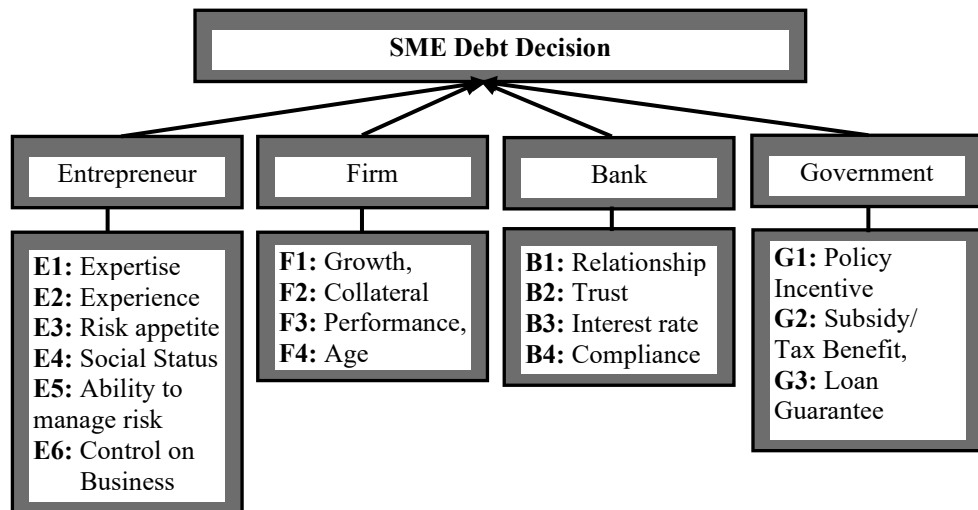 SME Debt Decision
Entrepreneur
Firm
Bank
Government
E1: Expertise
E2: Experience
E3: Risk appetite
E4: Social Status
E5: Ability to
manage risk
E6: Control on
Business
F1: Growth,
F2: Collateral
F3: Performance,
F4: Age
B1: Relationship
B2: Trust
B3: Interest rate
B4: Compliance
G1: Policy
Incentive
G2: Subsidy/
Tax Benefit,
G3: Loan
Guarantee